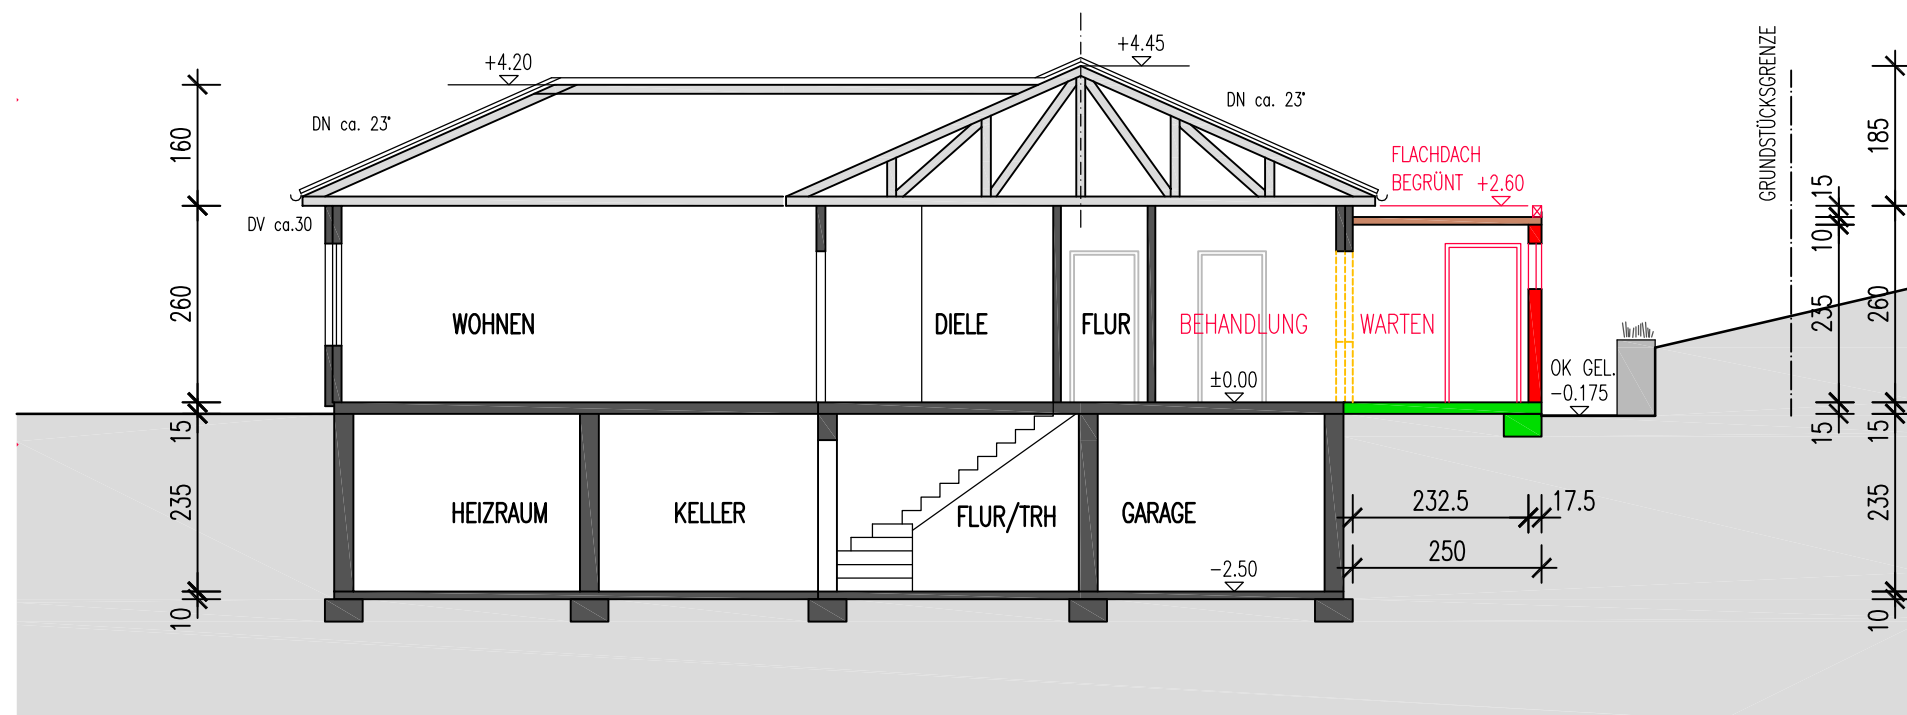 +4.20
+4.45
GRUNDSTÜCKSGRENZE
DN ca. 23°
DN ca. 23°
160
185
FLACHDACH
BEGRÜNT +2.60
15
DV ca.30
10
260
WOHNEN
DIELE
FLUR
BEHANDLUNG
WARTEN
235
260
±0.00
OK GEL.
-0.175
15
15
15
235
HEIZRAUM
KELLER
FLUR/TRH
GARAGE
232.5
17.5
235
250
-2.50
10
10